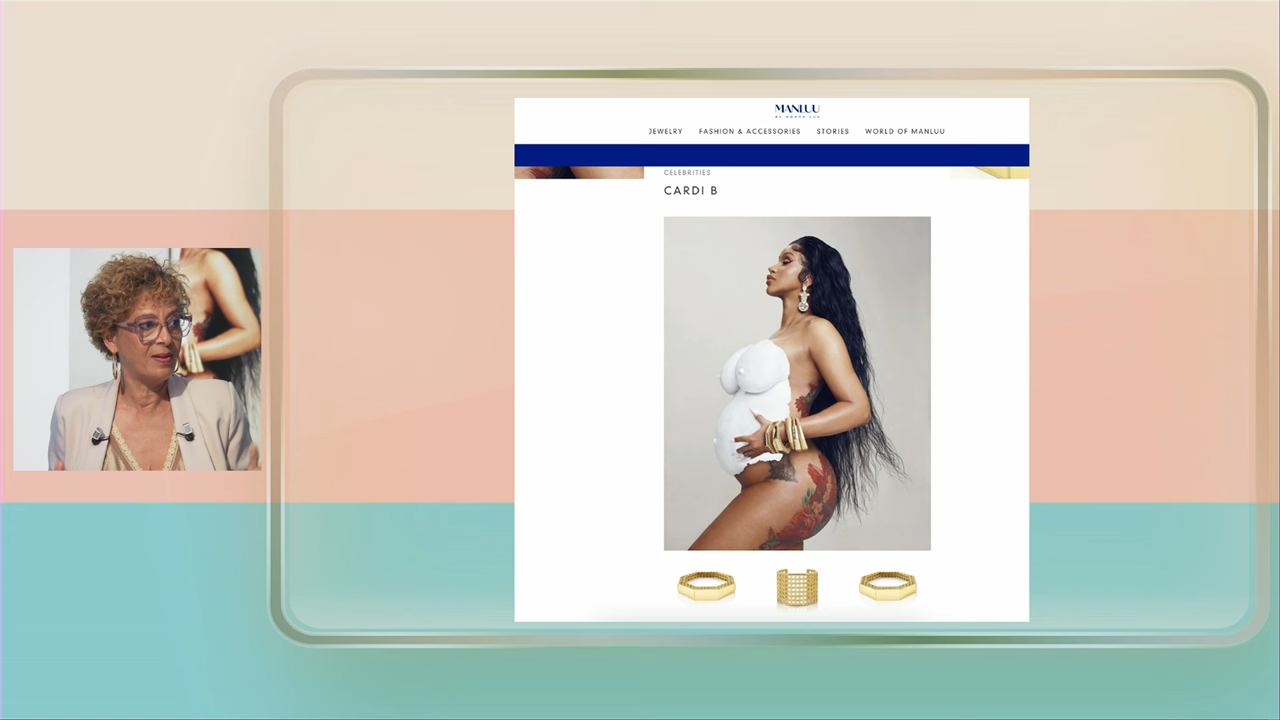 MANLUU
JEWELRY FASHION & ACCESSORIES STORIES WORLD OF MANLUU
CELEBRITIES
CARDI B